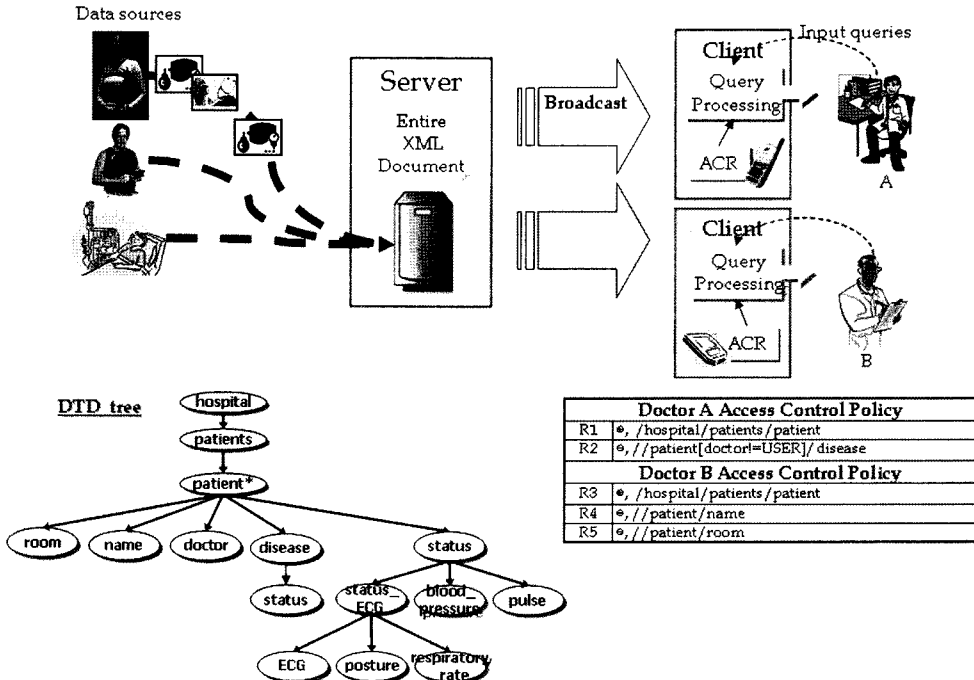 Data sources
Server
Entire
XML
Document
Broadcast
Client
Query
Processing
ACR
Input queries
A
Client
Query
Processing
ACR
B
DTD tree
hospital
patients
patient*
room
name
doctor
disease
status
status
status_
ECG
blood_
pressure
pulse
ECG
posture
respiratory_
rate
Doctor A Access Control Policy
R1 ⊕, /hospital/patients/patient
R2 ⊖, //patient[doctor!=USER]/disease
Doctor B Access Control Policy
R3 ⊕, /hospital/patients/patient
R4 ⊖, //patient/name
R5 ⊖, //patient/room